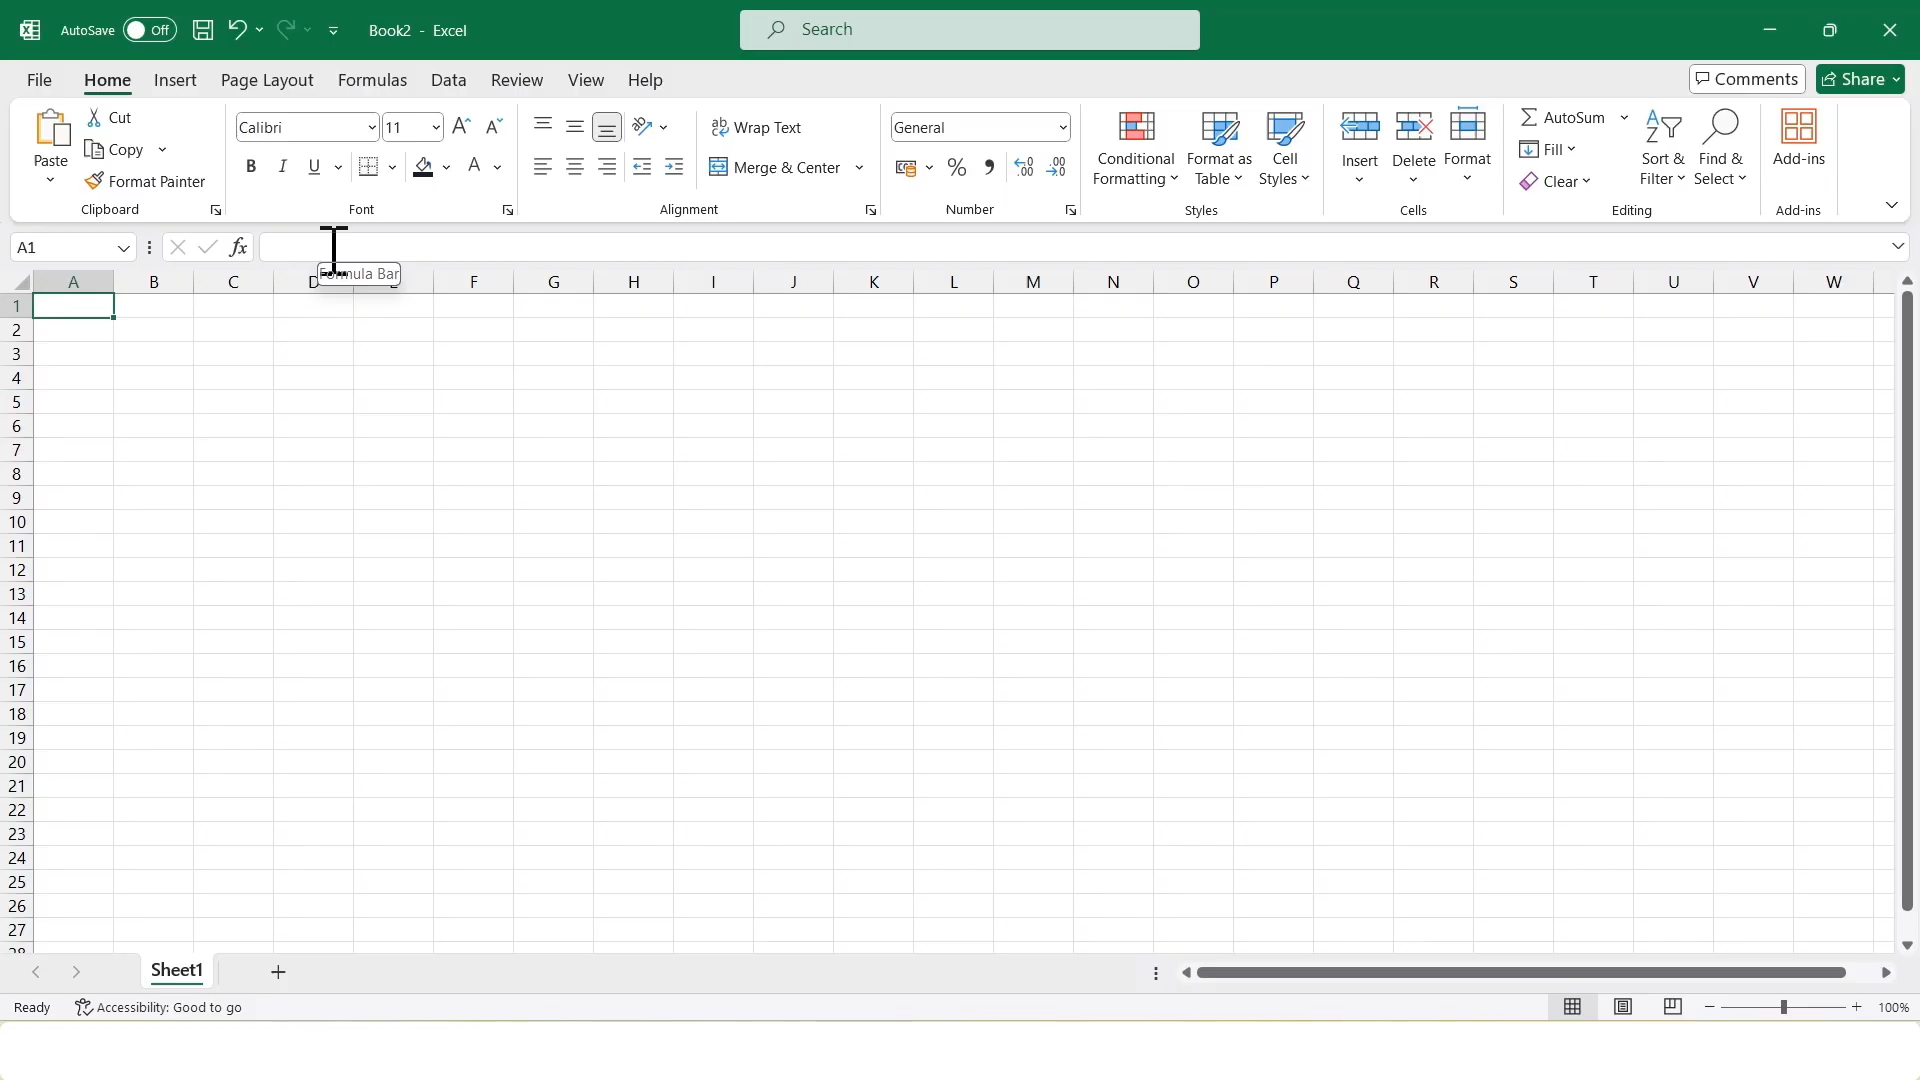 AutoSave Off Book2 - Excel Search
File Home Insert Page Layout Formulas Data Review View Help Comments Share
Paste Cut Copy Format Painter Clipboard
Calibri 11 B I U A Font
Wrap Text Merge & Center Alignment
General % Number
Conditional Formatting Format as Table Cell Styles Styles
Insert Delete Format Cells
AutoSum Fill Clear Sort & Filter Find & Select Editing
Add-ins Add-ins
A1 fx
Formula Bar
A B C D E F G H I J K L M N O P Q R S T U V W
1
2
3
4
5
6
7
8
9
10
11
12
13
14
15
16
17
18
19
20
21
22
23
24
25
26
27
28
Sheet1
Ready Accessibility: Good to go 100%